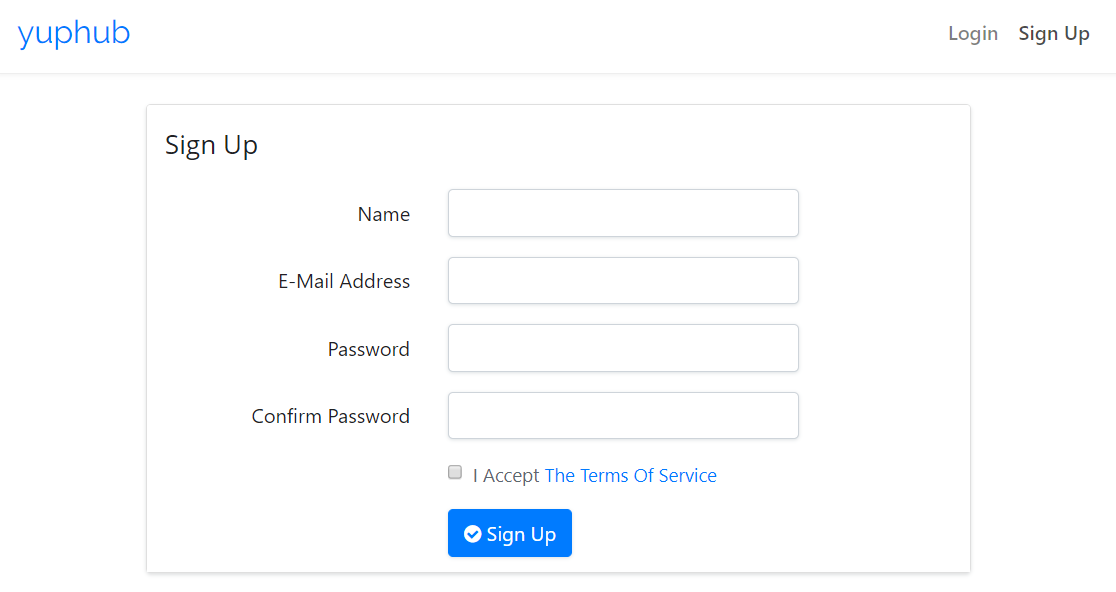 yuphub
Login Sign Up
Sign Up
Name
E-Mail Address
Password
Confirm Password
I Accept The Terms Of Service
Sign Up